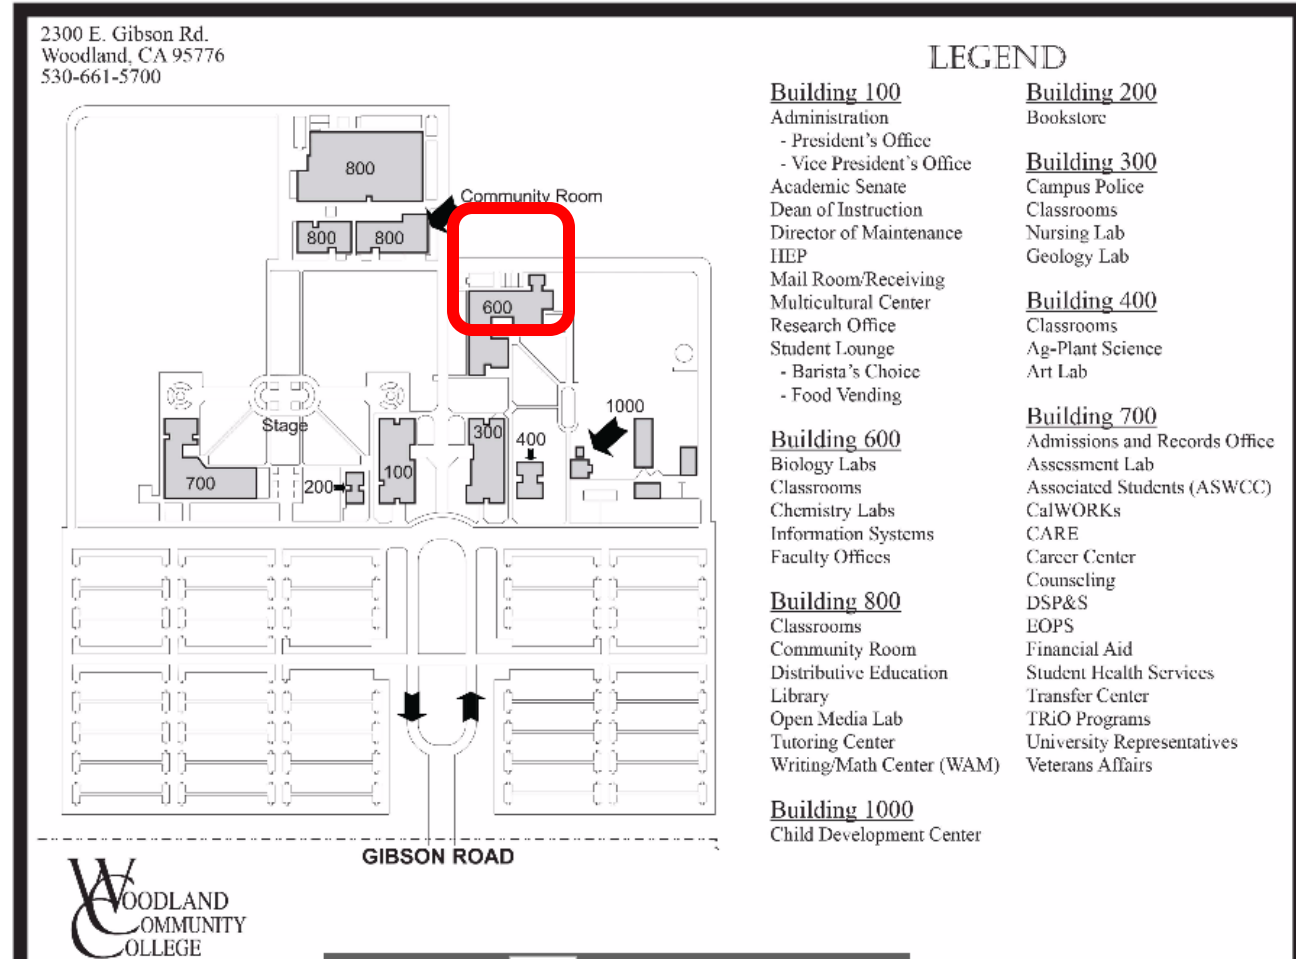 2300 E. Gibson Rd.
Woodland, CA 95776
530-661-5700
800
Community Room
800
800
600
Stage
1000
300
400
100
700
200
GIBSON ROAD
WOODLAND
COMMUNITY
COLLEGE
LEGEND
Building 100
Administration
- President's Office
- Vice President's Office
Academic Senate
Dean of Instruction
Director of Maintenance
HEP
Mail Room/Receiving
Multicultural Center
Research Office
Student Lounge
- Barista's Choice
- Food Vending
Building 600
Biology Labs
Classrooms
Chemistry Labs
Information Systems
Faculty Offices
Building 800
Classrooms
Community Room
Distributive Education
Library
Open Media Lab
Tutoring Center
Writing/Math Center (WAM)
Building 1000
Child Development Center
Building 200
Bookstore
Building 300
Campus Police
Classrooms
Nursing Lab
Geology Lab
Building 400
Classrooms
Ag-Plant Science
Art Lab
Building 700
Admissions and Records Office
Assessment Lab
Associated Students (ASWCC)
CalWORKs
CARE
Career Center
Counseling
DSP&S
EOPS
Financial Aid
Student Health Services
Transfer Center
TRiO Programs
University Representatives
Veterans Affairs